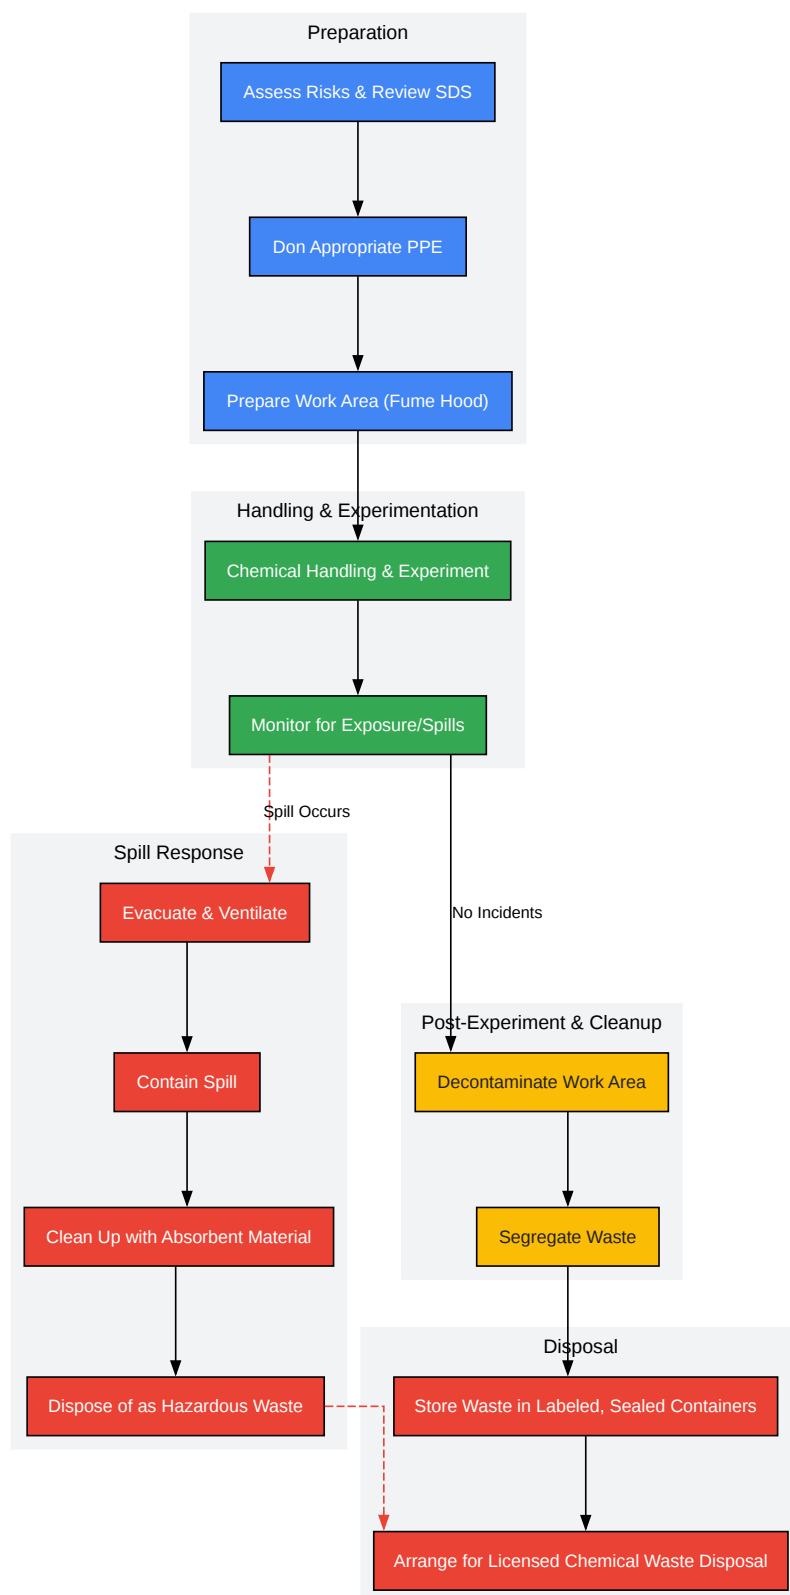 Preparation
Assess Risks & Review SDS
Don Appropriate PPE
Prepare Work Area (Fume Hood)
Handling & Experimentation
Chemical Handling & Experiment
Monitor for Exposure/Spills
Spill Occurs
Spill Response
Evacuate & Ventilate
No Incidents
Post-Experiment & Cleanup
Contain Spill
Decontaminate Work Area
Clean Up with Absorbent Material
Segregate Waste
Disposal
Dispose of as Hazardous Waste
Store Waste in Labeled, Sealed Containers
Arrange for Licensed Chemical Waste Disposal